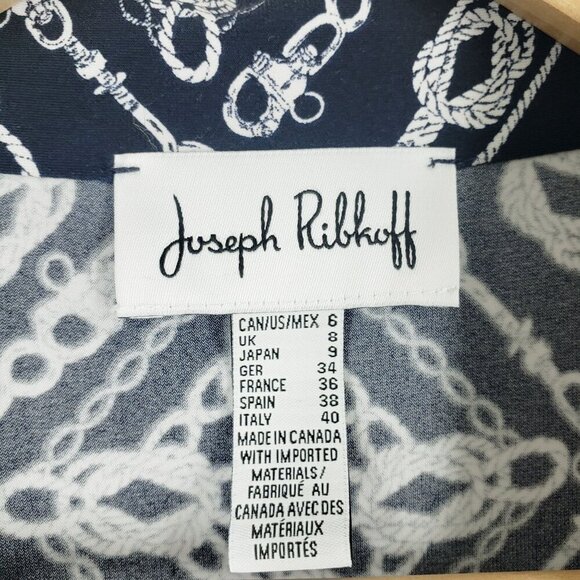 Joseph Ribkoff
CAN/US/MEX 6
UK 8
JAPAN 9
GER 34
FRANCE 36
SPAIN 38
ITALY 40
MADE IN CANADA
WITH IMPORTED
MATERIALS/
FABRIQUÉ AU
CANADA AVEC DES
MATÉRIAUX
IMPORTÉS